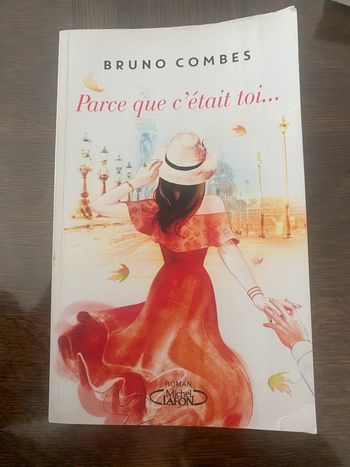 BRUNO COMBES
Parce que c'était toi...
ROMAN
Michel
LAFON